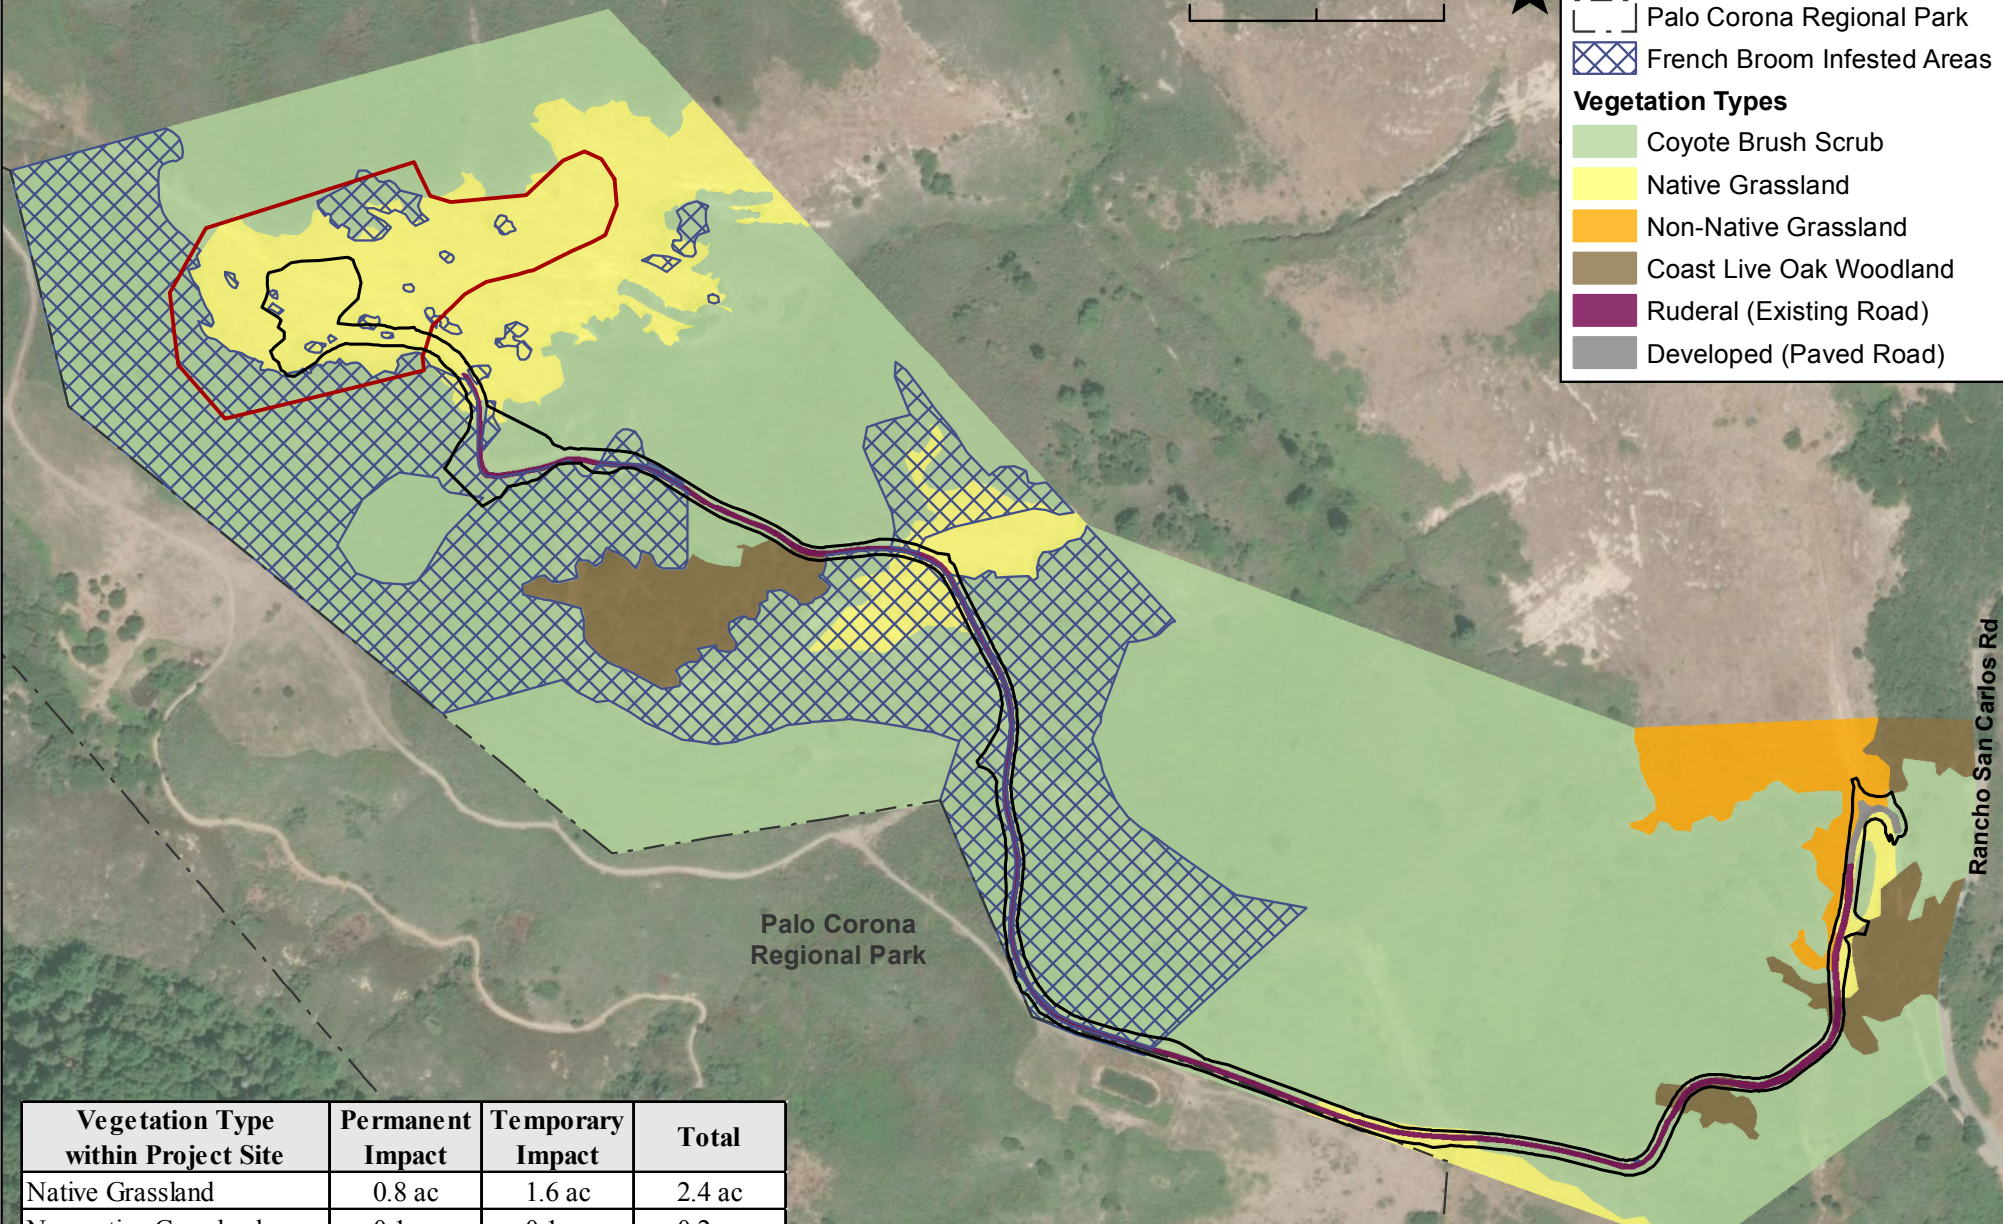 Palo Corona Regional Park
French Broom Infested Areas
Vegetation Types
Coyote Brush Scrub
Native Grassland
Non-Native Grassland
Coast Live Oak Woodland
Ruderal (Existing Road)
Developed (Paved Road)
Rancho San Carlos Rd
Palo Corona
Regional Park
Vegetation Type
within Project Site
Permanent
Impact
Temporary
Impact
Total
Native Grassland
0.8 ac
1.6 ac
2.4 ac